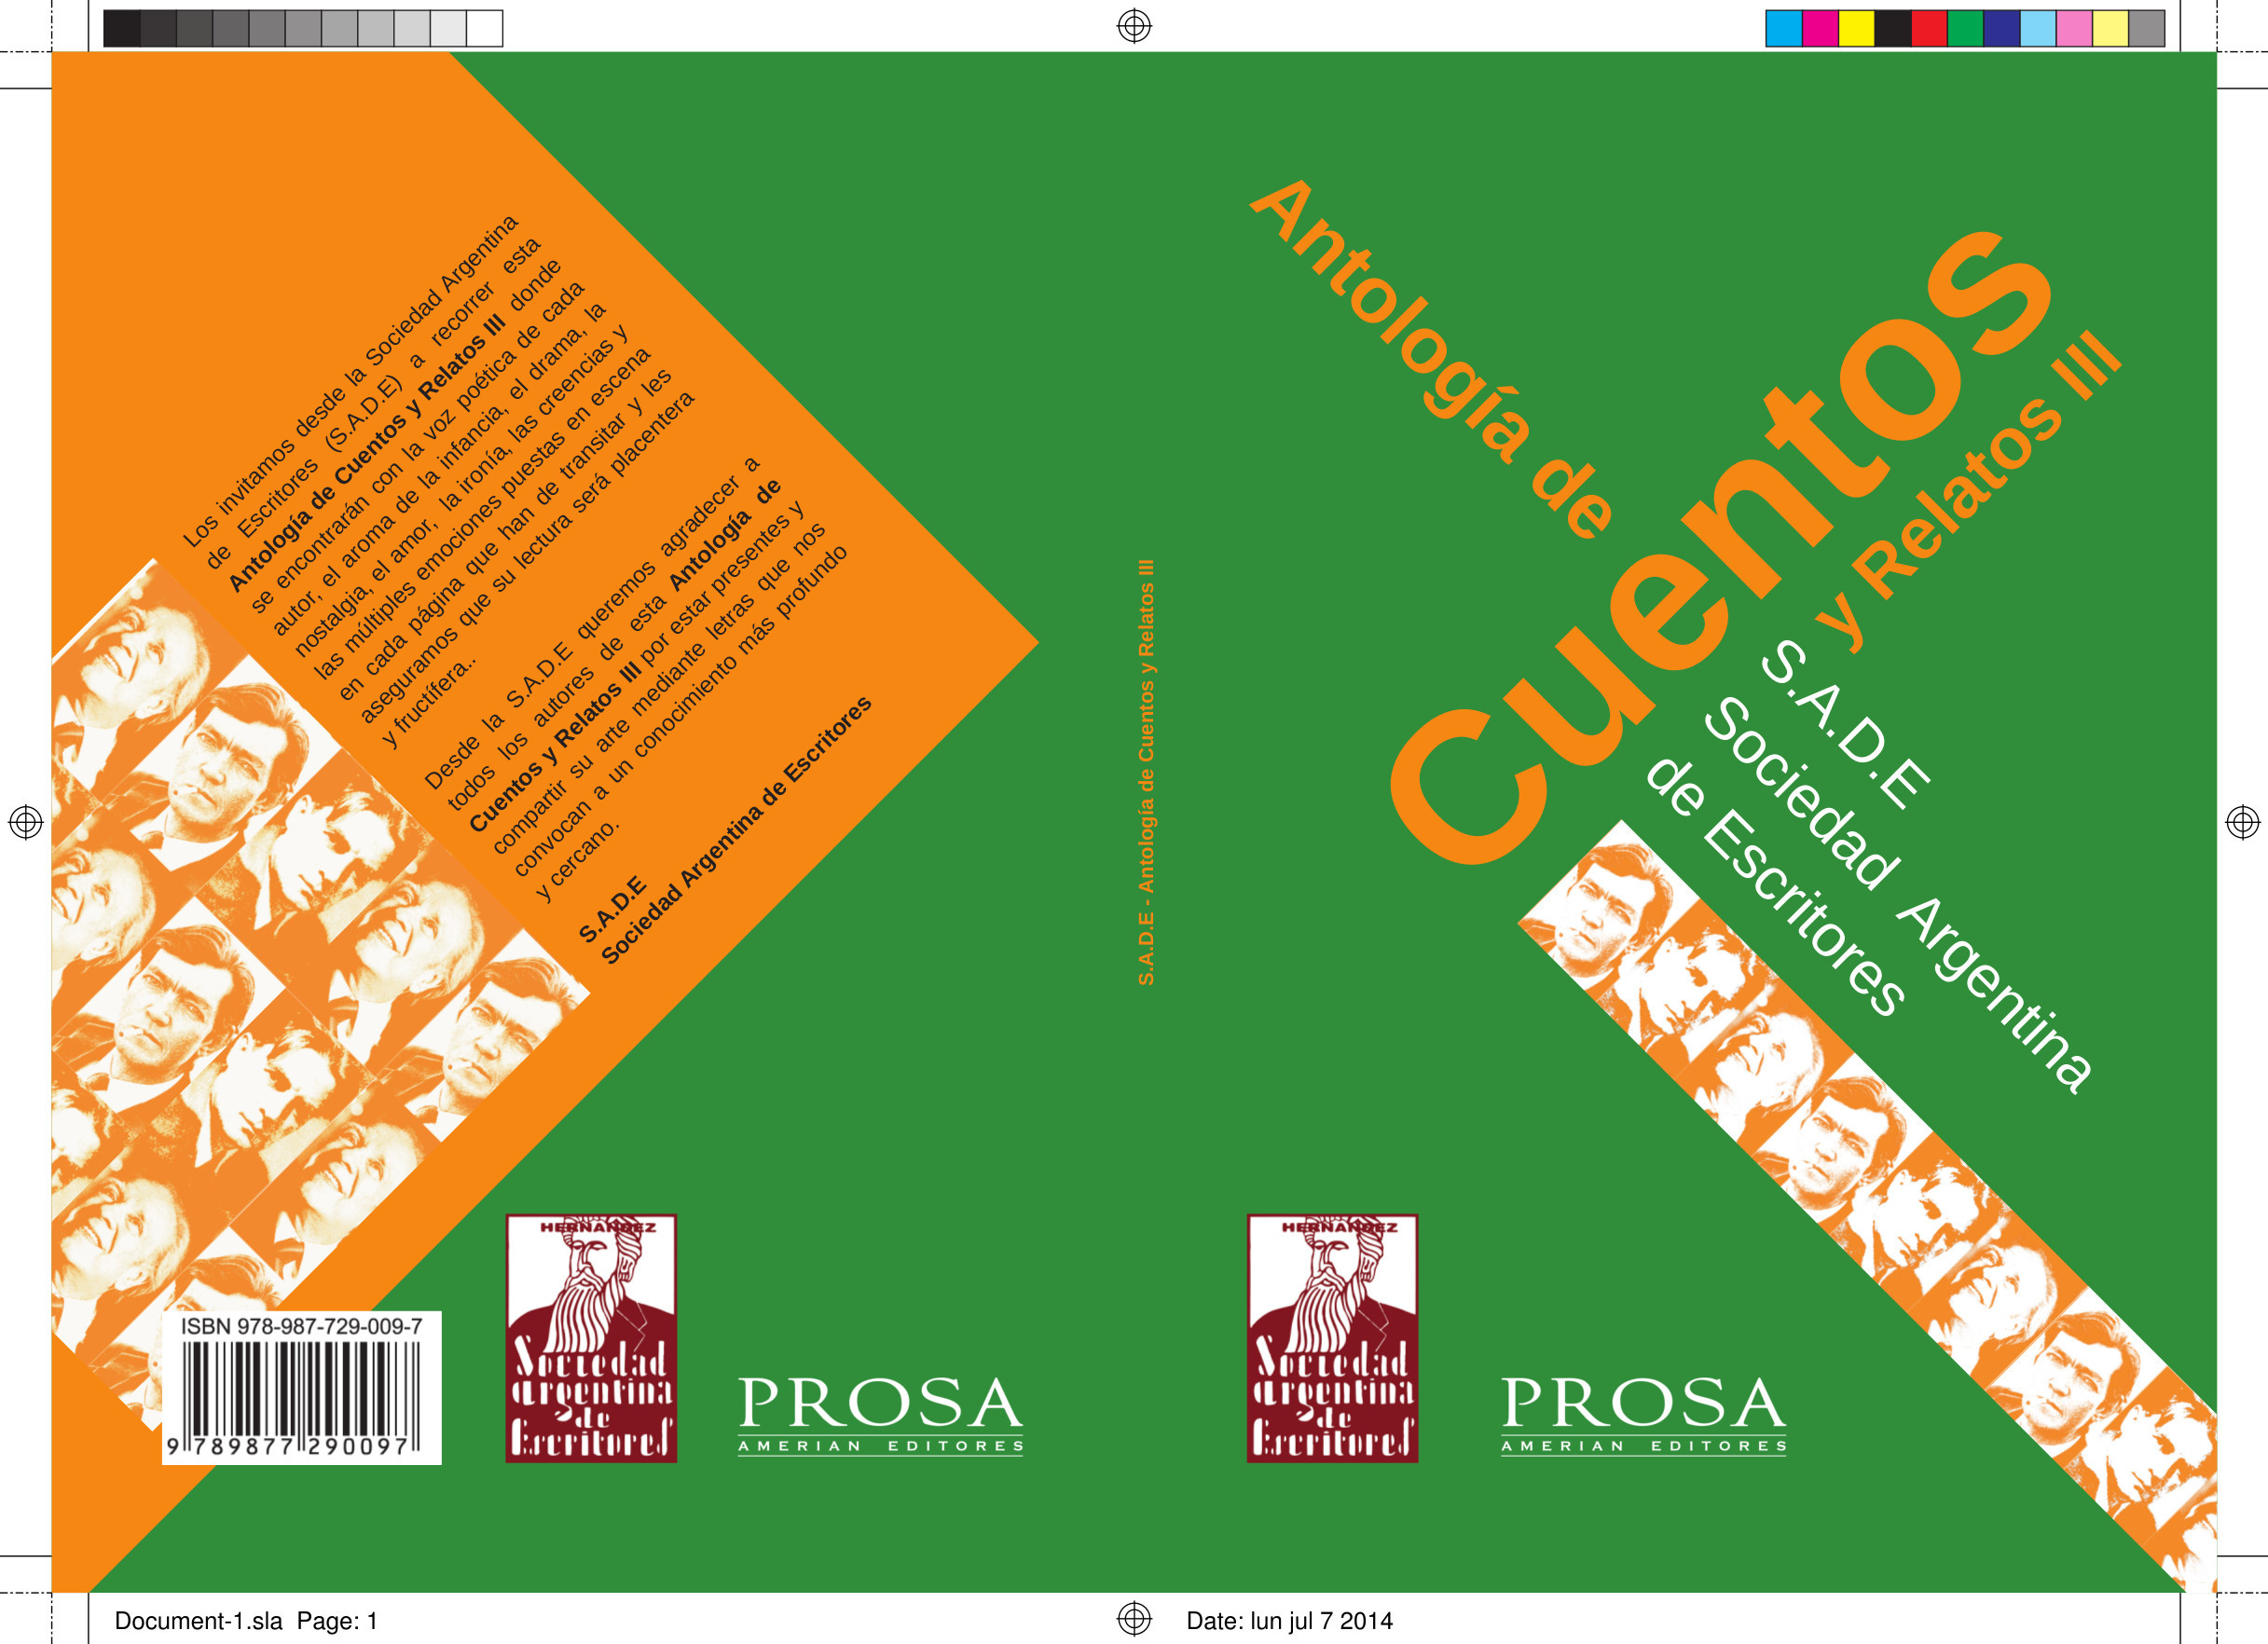 Los invitamos desde la Sociedad Argentina
de Escritores (S.A.D.E) a recorrer esta
Antología de Cuentos y Relatos III donde
se encontrarán con la voz poética de cada
autor, el aroma de la infancia, el drama, la
nostalgia, el amor, la ironía, las creencias y
las múltiples emociones puestas en escena
en cada página que han de transitar y les
aseguramos que su lectura será placentera
y fructífera..
Desde la S.A.D.E queremos agradecer a
todos los autores de esta Antología de
Cuentos y Relatos III por estar presentes y
compartir su arte mediante letras que nos
convocan a un conocimiento más profundo
y cercano.
S.A.D.E
Sociedad Argentina de Escritores
ISBN 978-987-729-009-7
9 789877 290097
HERNANDEZ
Sociedad
argentina
de
Escritores
PROSA
AMERIAN EDITORES
S.A.D.E - Antología de Cuentos y Relatos III
Antología de
Cuentos
y Relatos III
S.A.D.E
Sociedad Argentina
de Escritores
HERNANDEZ
Sociedad
argentina
de
Escritores
PROSA
AMERIAN EDITORES
Document-1.sla Page: 1
Date: lun jul 7 2014